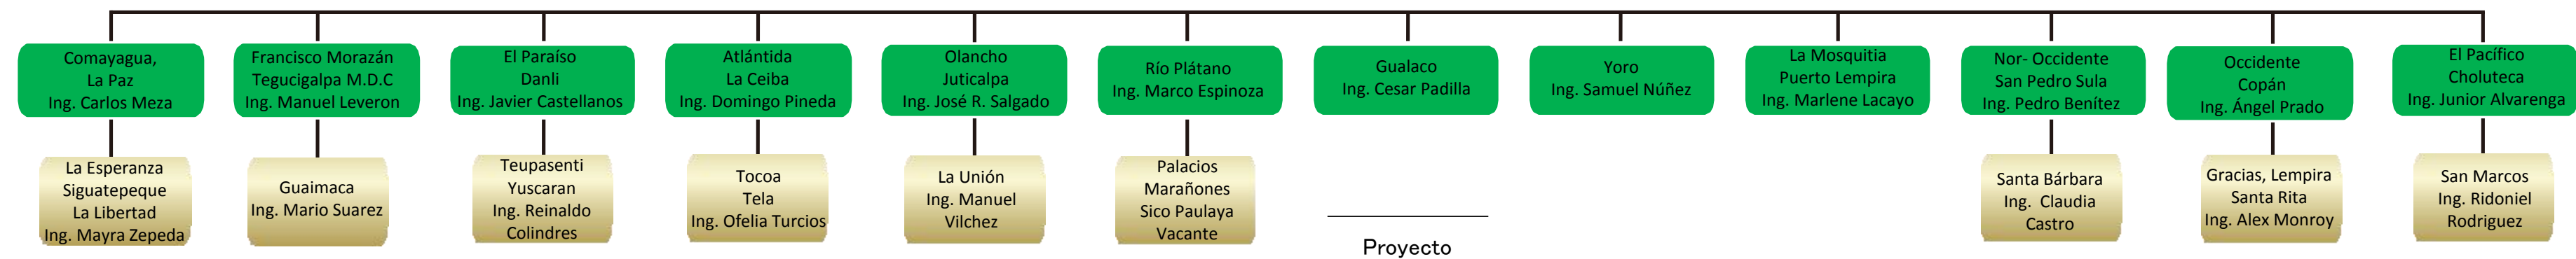 Comayagua,
La Paz
Ing. Carlos Meza
Francisco Morazán
Tegucigalpa M.D.C
Ing. Manuel Leveron
El Paraíso
Danli
Ing. Javier Castellanos
Atlántida
La Ceiba
Ing. Domingo Pineda
Olancho
Juticalpa
Ing. José R. Salgado
Río Plátano
Ing. Marco Espinoza
Gualaco
Ing. Cesar Padilla
Yoro
Ing. Samuel Núñez
La Mosquitia
Puerto Lempira
Ing. Marlene Lacayo
Nor- Occidente
San Pedro Sula
Ing. Pedro Benítez
Occidente
Copán
Ing. Ángel Prado
El Pacífico
Choluteca
Ing. Junior Alvarenga
La Esperanza
Siguatepeque
La Libertad
Ing. Mayra Zepeda
Guaimaca
Ing. Mario Suarez
Teupasenti
Yuscaran
Ing. Reinaldo
Colindres
Tocoa
Tela
Ing. Ofelia Turcios
La Unión
Ing. Manuel
Vilchez
Palacios
Marañones
Sico Paulaya
Vacante
Proyecto
Santa Bárbara
Ing. Claudia
Castro
Gracias, Lempira
Santa Rita
Ing. Alex Monroy
San Marcos
Ing. Ridoniel
Rodriguez